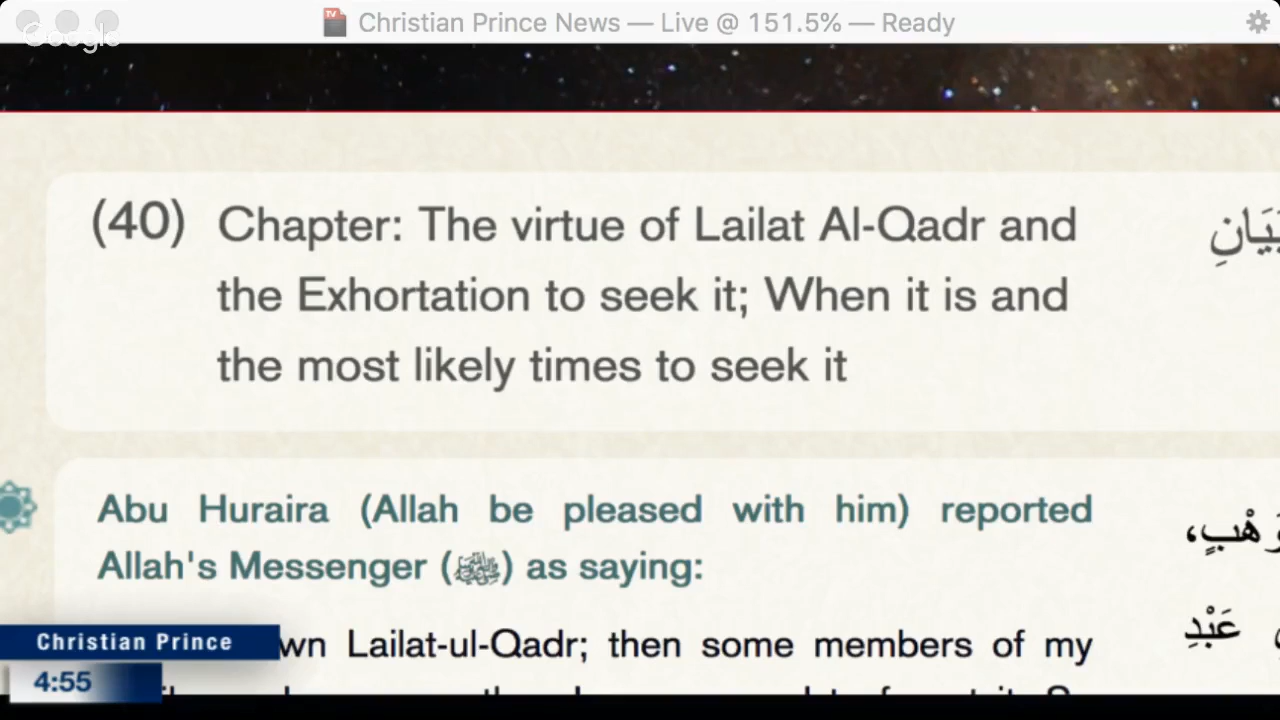 Christian Prince News — Live @ 151.5% — Ready
Google
(40) Chapter: The virtue of Lailat Al-Qadr and
the Exhortation to seek it; When it is and
the most likely times to seek it
Abu Huraira (Allah be pleased with him) reported
Allah's Messenger (ﷺ) as saying:
wn Lailat-ul-Qadr; then some members of my
وَهْبٍ،
عَبْدِ
Christian Prince
4:55